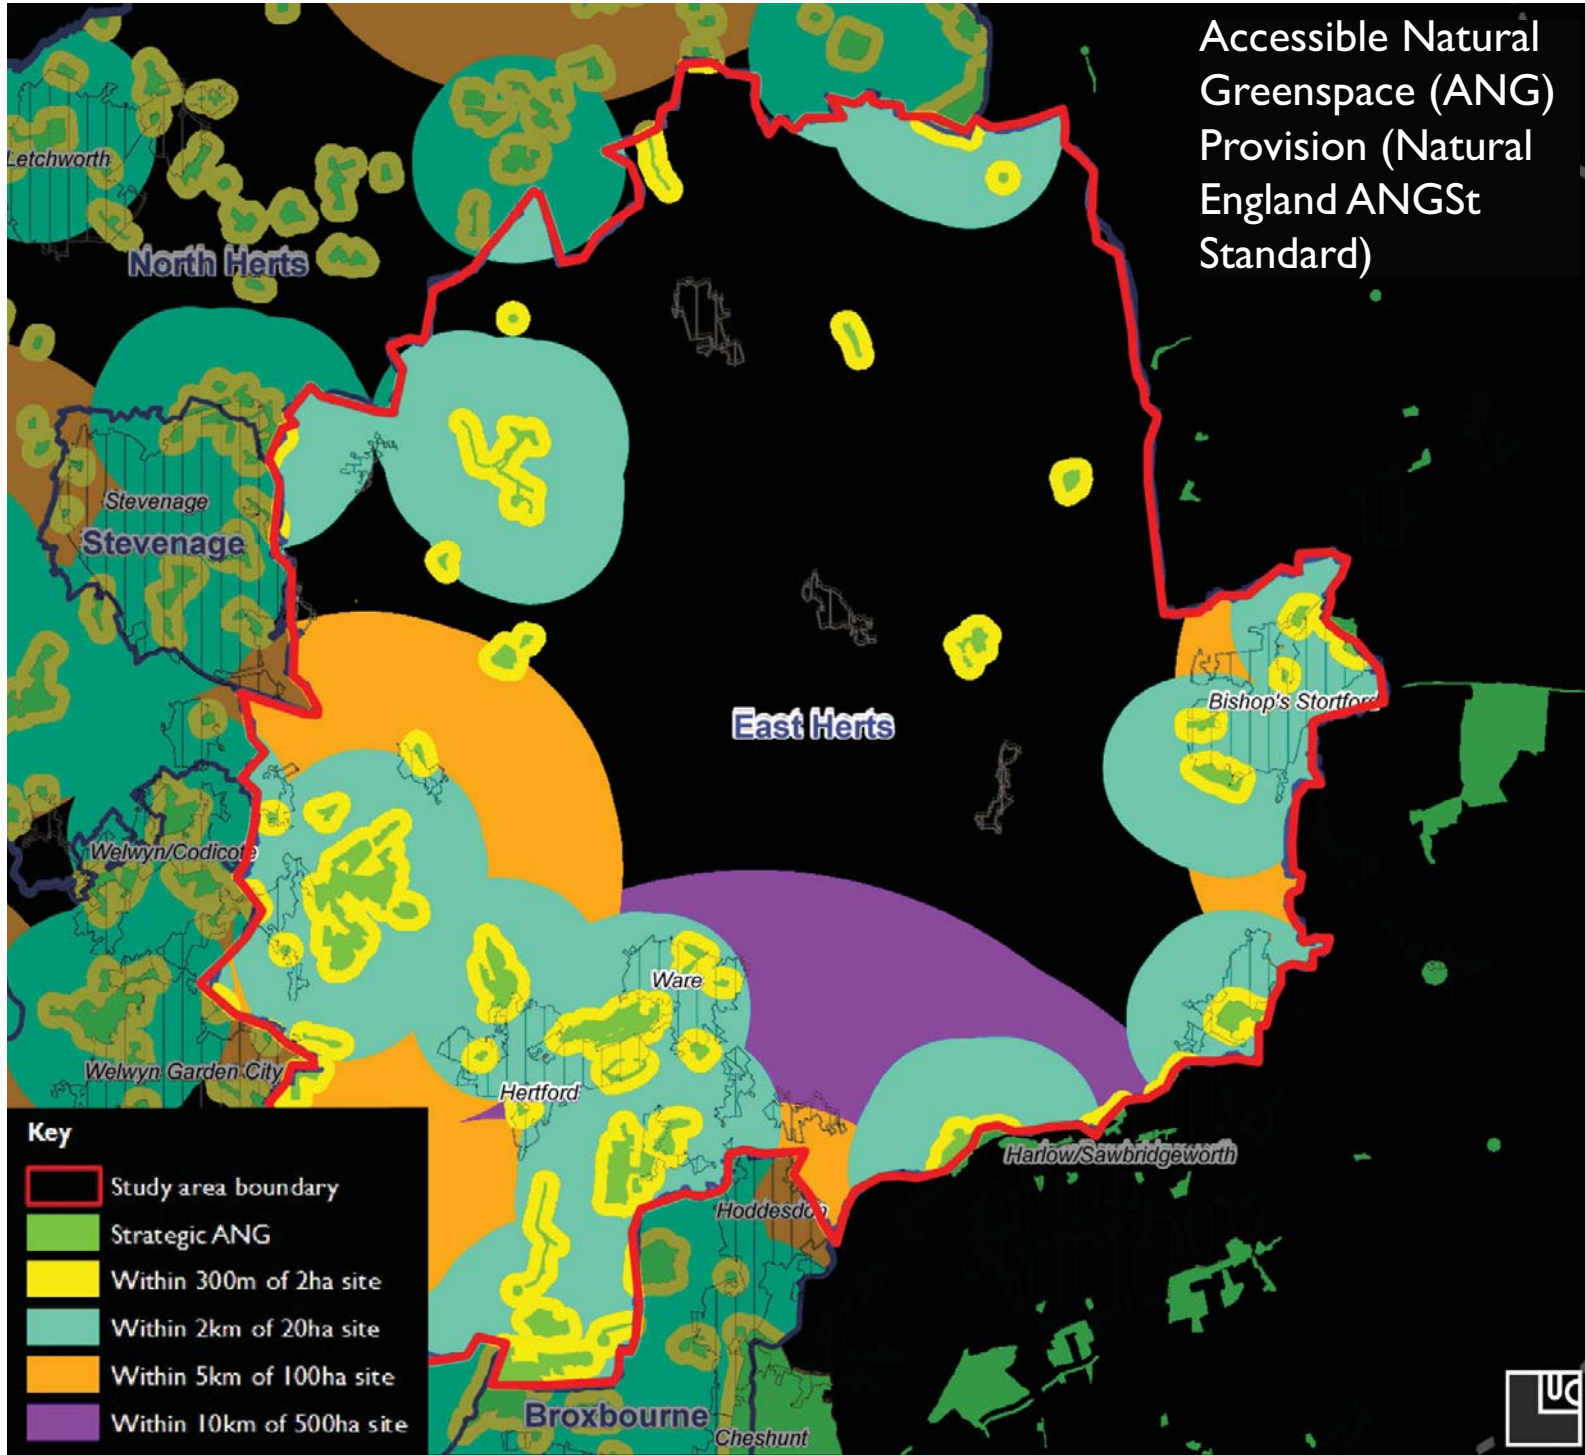 Accessible Natural
Greenspace (ANG)
Provision (Natural
England ANGSt
Standard)
Letchworth
North Herts
Stevenage
Stevenage
Bishop's Stortford
East Herts
Welwyn/Codicote
Ware
Welwyn Garden City
Hertford
Harlow/Sawbridgeworth
Hoddesdon
Broxbourne
Cheshunt
Key
Study area boundary
Strategic ANG
Within 300m of 2ha site
Within 2km of 20ha site
Within 5km of 100ha site
Within 10km of 500ha site
LUC